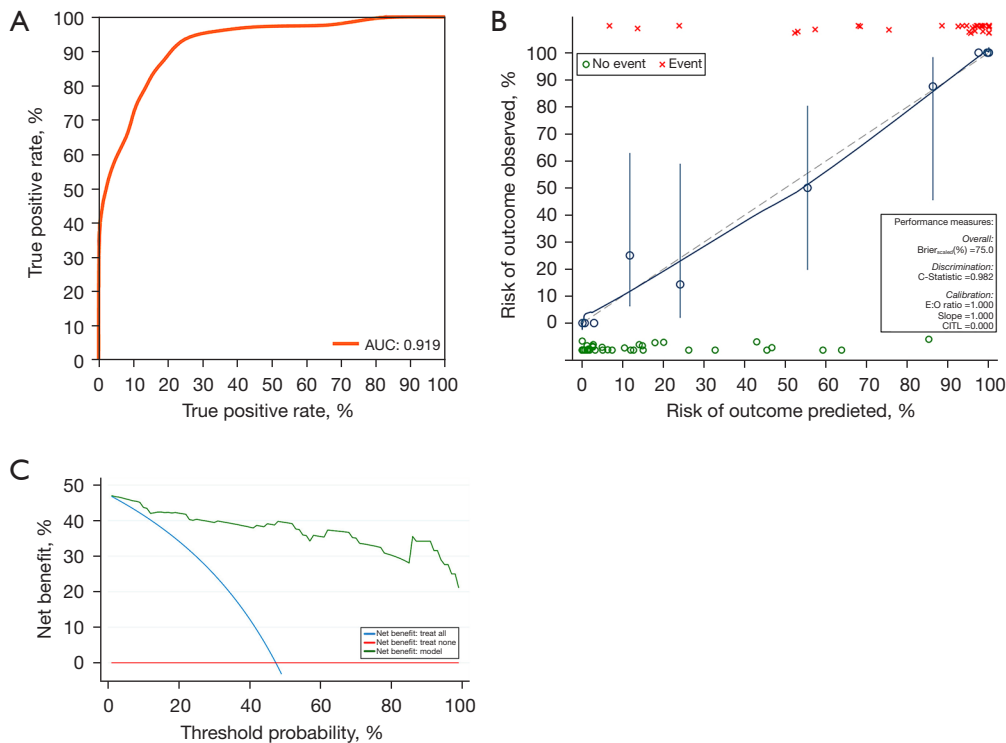 A
100
90
80
70
60
50
40
30
20
10
0
True positive rate, %
AUC: 0.919
0 10 20 30 40 50 60 70 80 90 100
True positive rate, %
B
100
90
80
70
60
50
40
30
20
10
0
Risk of outcome observed, %
No event Event
Performance measures:
Overall:
Brierscaled(%) =75.0
Discrimination:
C-Statistic =0.982
Calibration:
E:O ratio =1.000
Slope =1.000
CITL =0.000
0 10 20 30 40 50 60 70 80 90 100
Risk of outcome predieted, %
C
50
40
30
20
10
0
Net benefit, %
Net benefit: treat all
Net benefit: treat none
Net benefit: model
0 20 40 60 80 100
Threshold probability, %